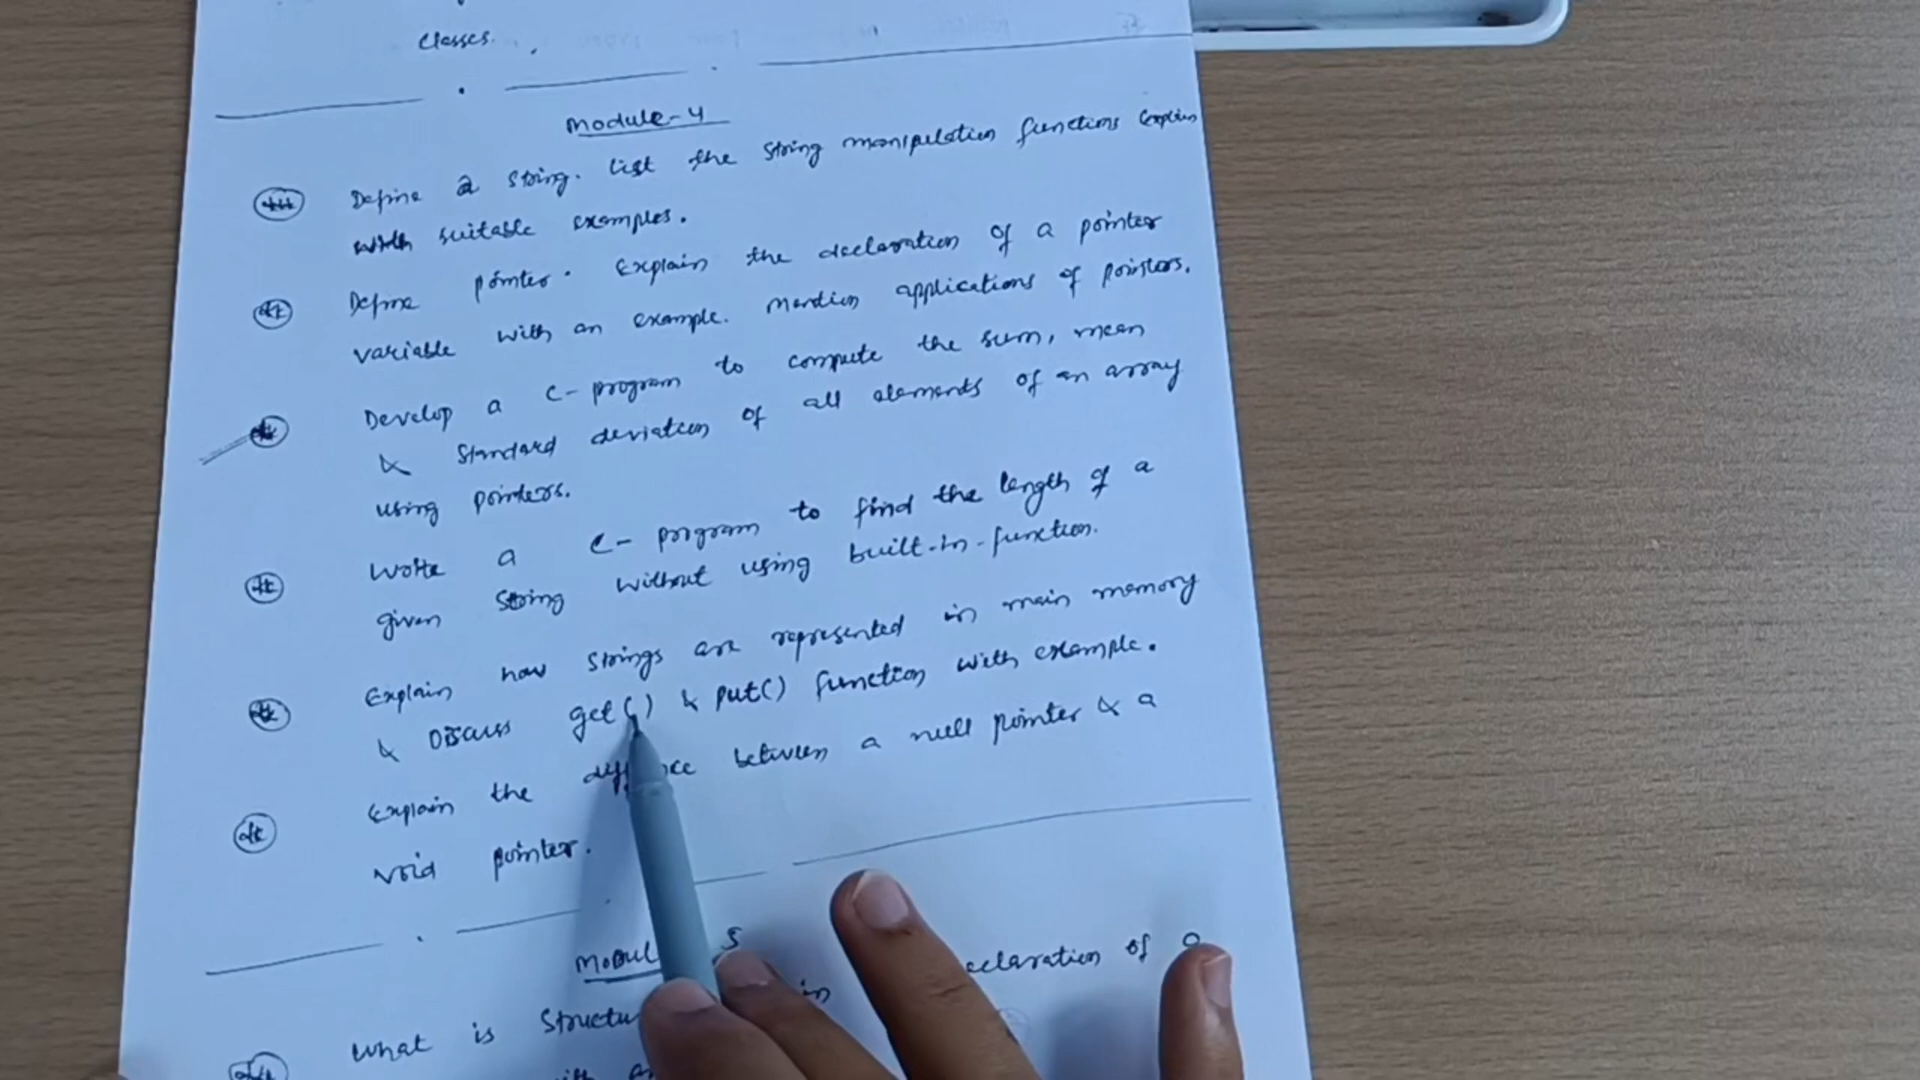 classes.
Module-4
Define a string. List the string manipulation functions explain
with suitable examples.
Define pointer. Explain the declaration of a pointer
variable with an example. Mention applications of pointers.
Develop a C-program to compute the sum, mean
& standard deviation of all elements of an array
using pointers.
Write a C-program to find the length of a
given string without using built-in-function.
Explain how strings are represented in main memory
& Discuss get() & put() function with example.
Explain the between a null pointer & a
void pointer.
5
What is in of a